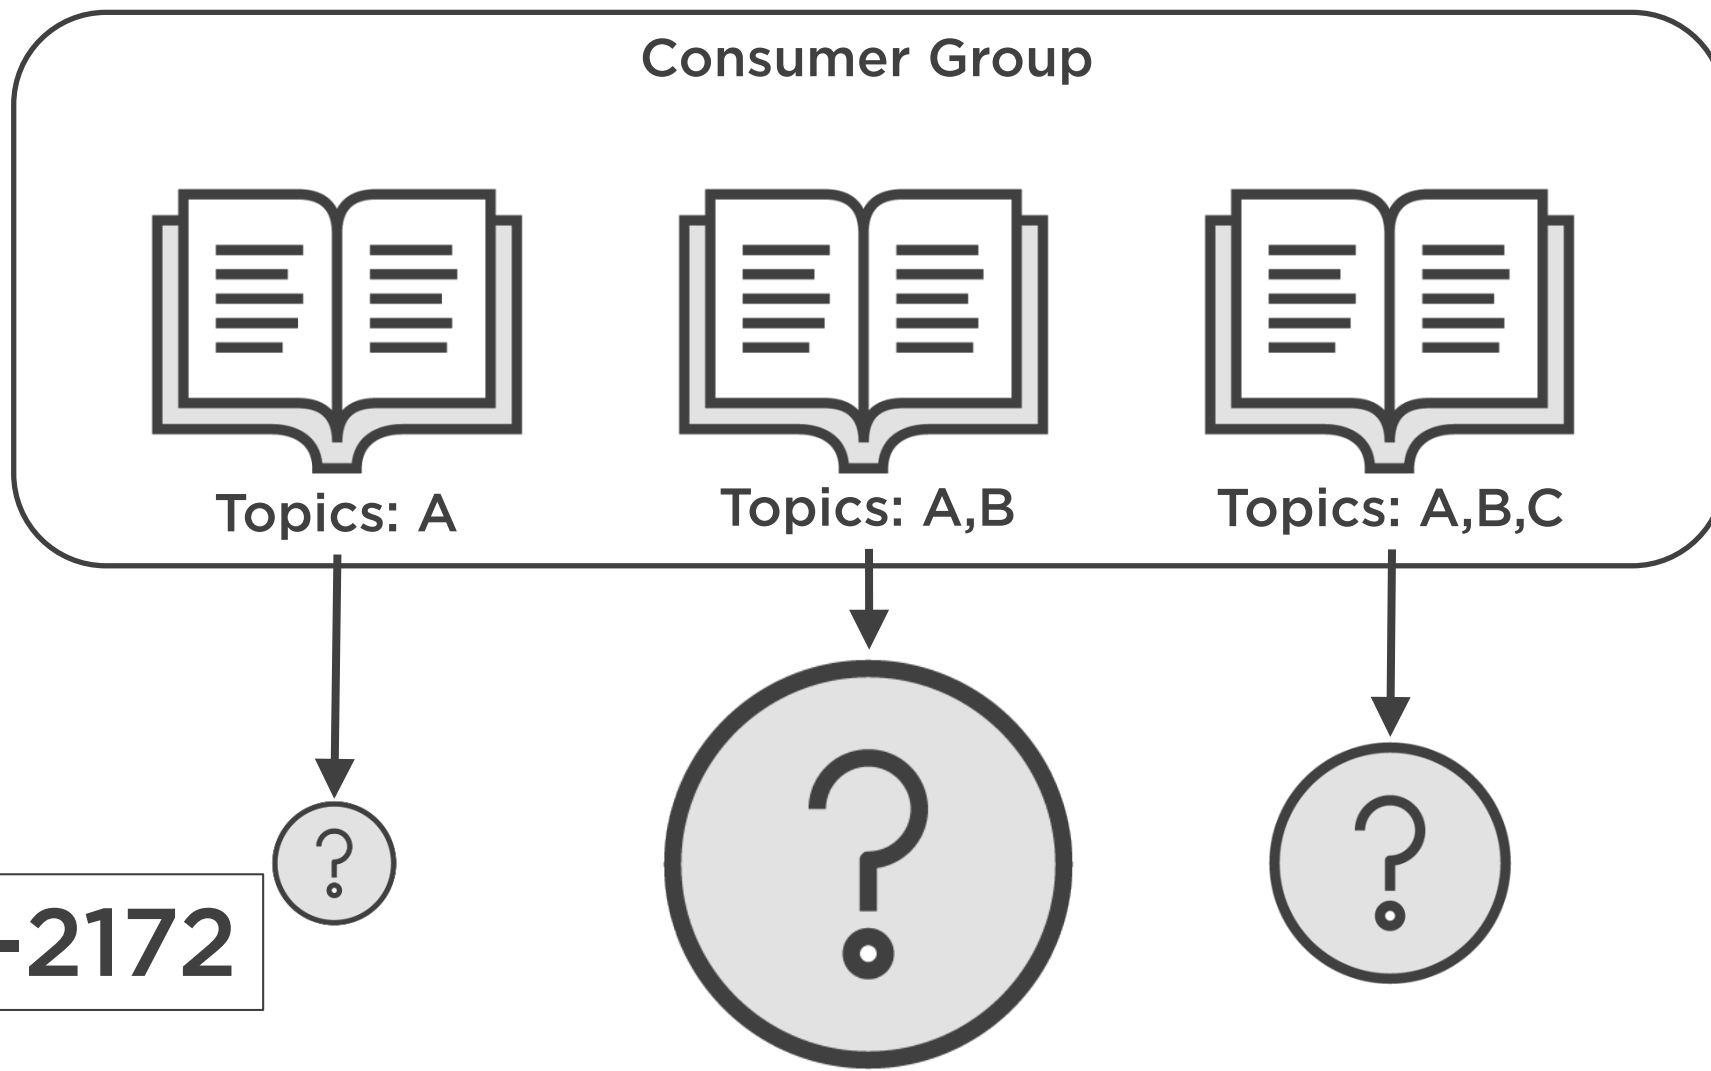 Consumer Group
Topics: A
Topics: A,B
Topics: A,B,C
?
?
?
-2172